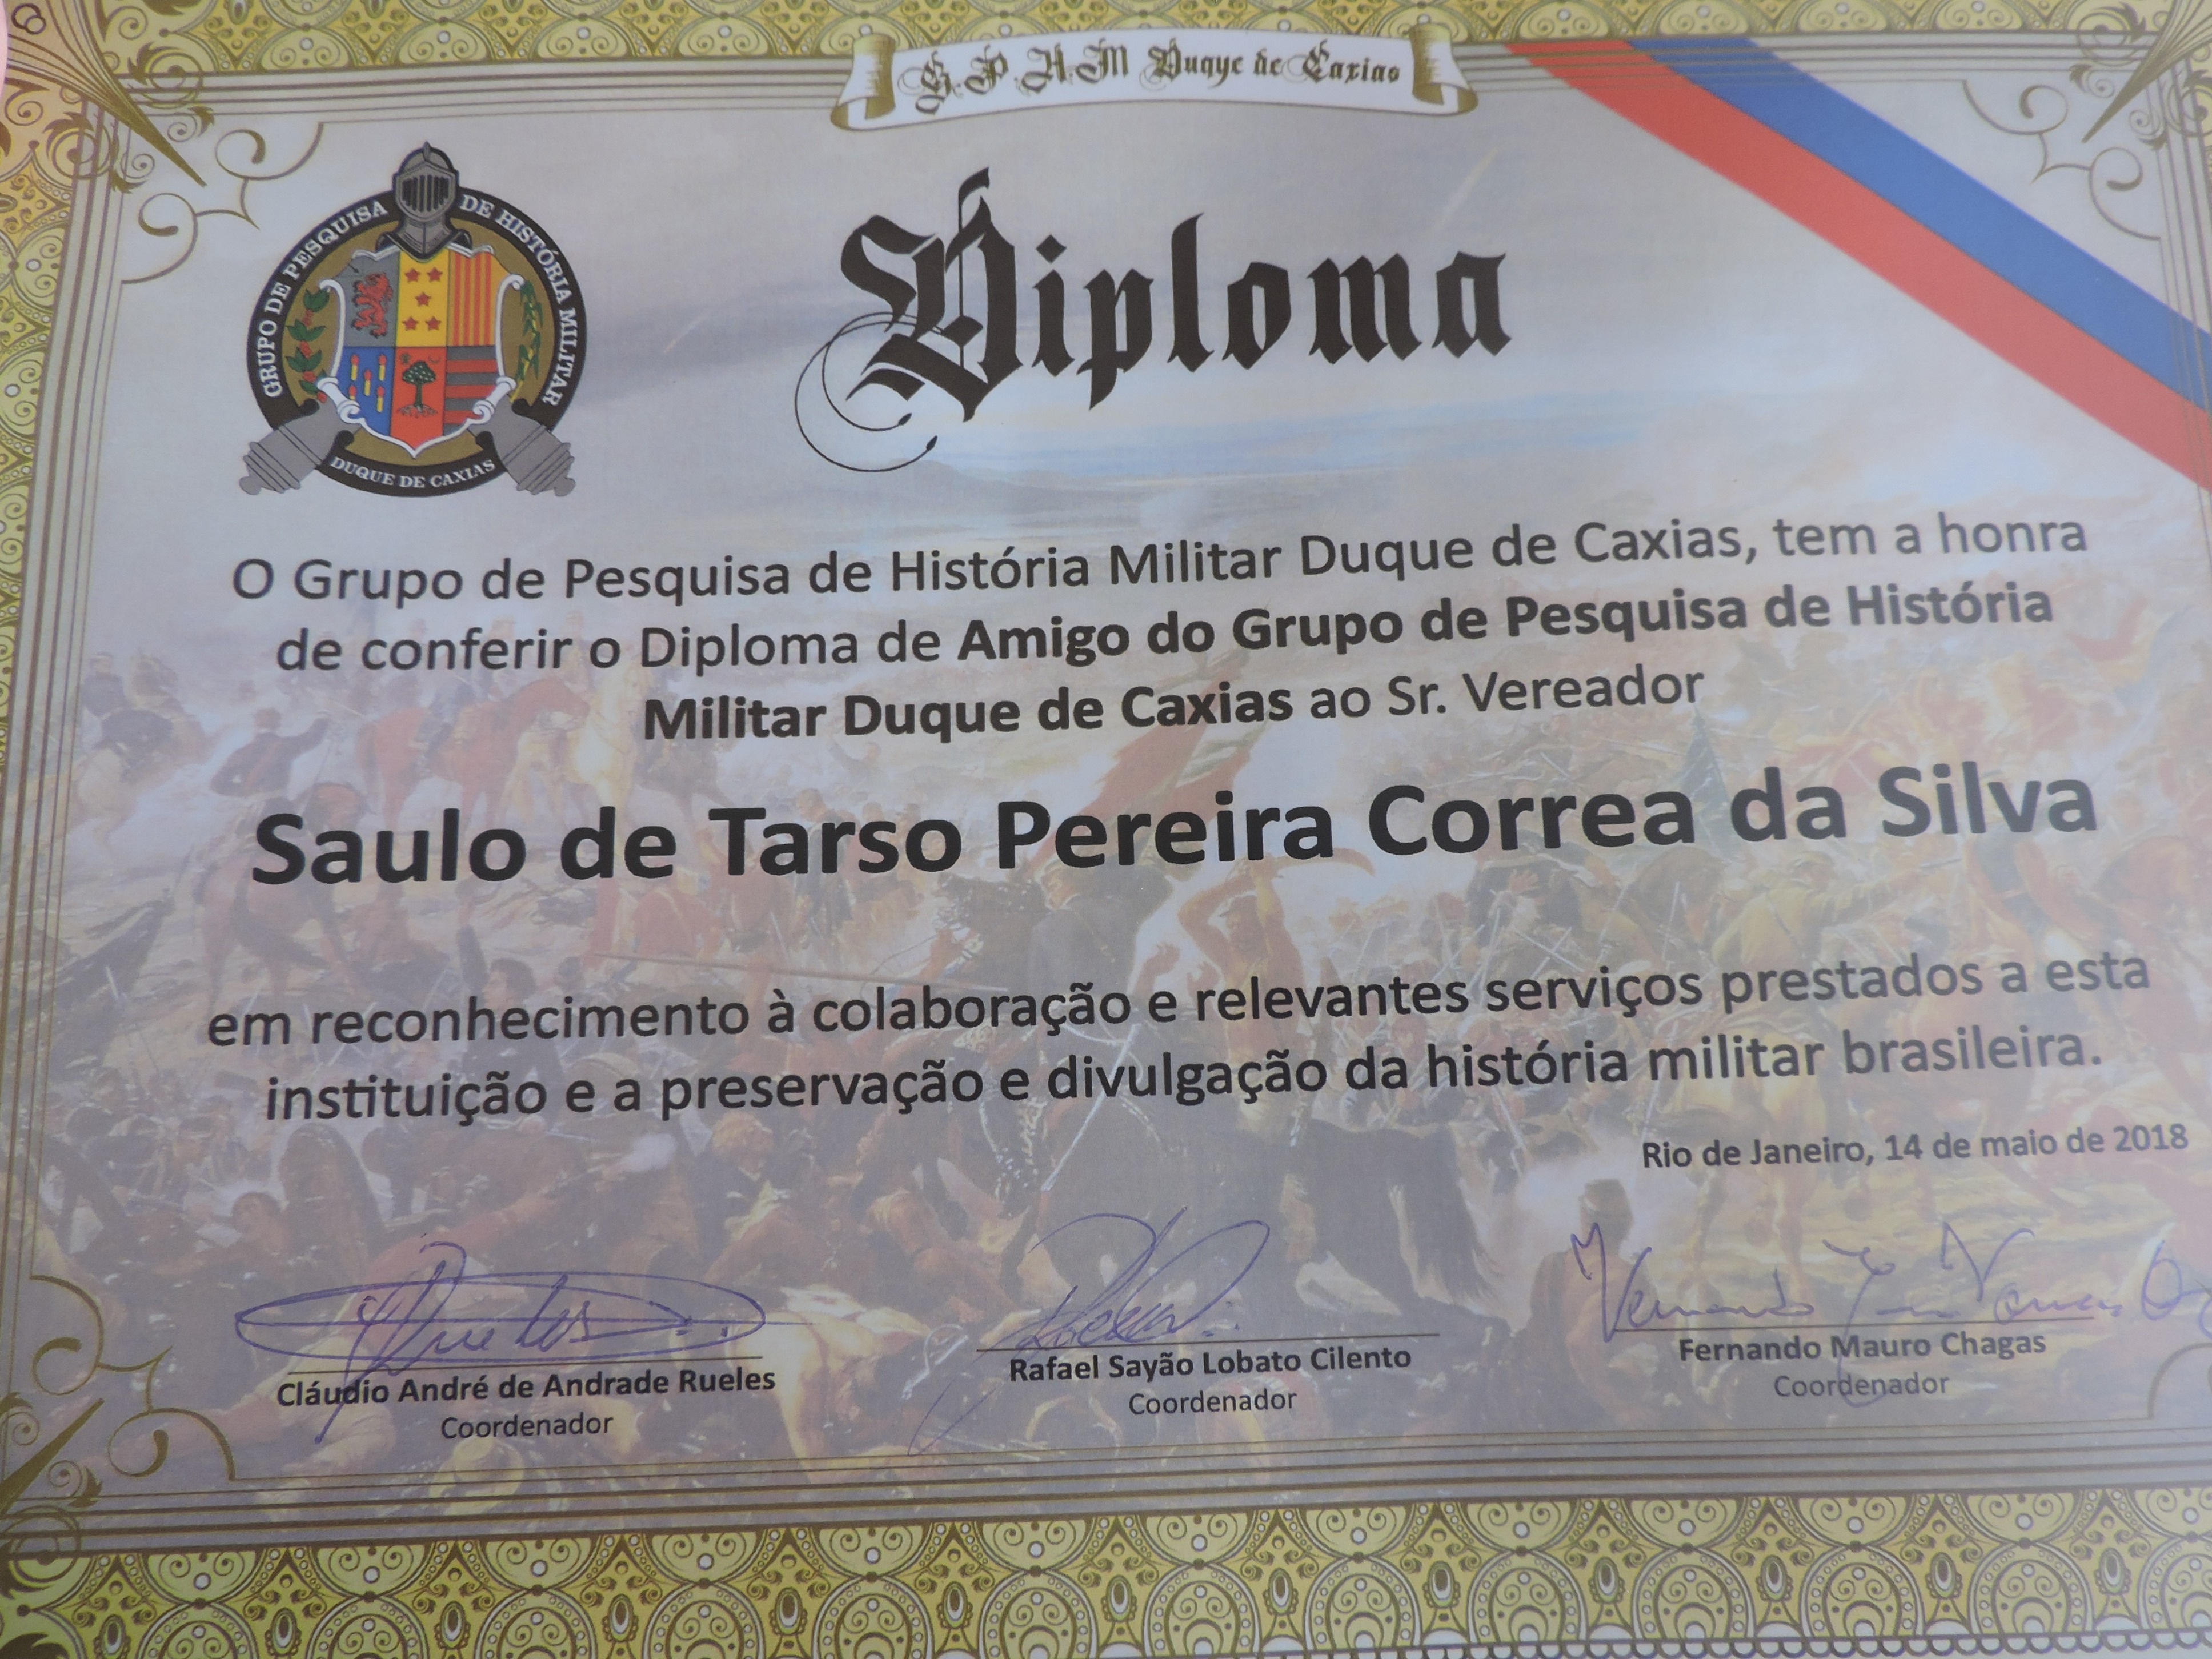 G.P.H.M Duque de Caxias
GRUPO DE PESQUISA DE HISTÓRIA MILITAR
DUQUE DE CAXIAS
Diploma
O Grupo de Pesquisa de História Militar Duque de Caxias, tem a honra
de conferir o Diploma de Amigo do Grupo de Pesquisa de História
Militar Duque de Caxias ao Sr. Vereador
Saulo de Tarso Pereira Correa da Silva
em reconhecimento à colaboração e relevantes serviços prestados a esta
instituição e a preservação e divulgação da história militar brasileira.
Rio de Janeiro, 14 de maio de 2018
Cláudio André de Andrade Rueles
Coordenador
Rafael Sayão Lobato Cilento
Coordenador
Fernando Mauro Chagas
Coordenador